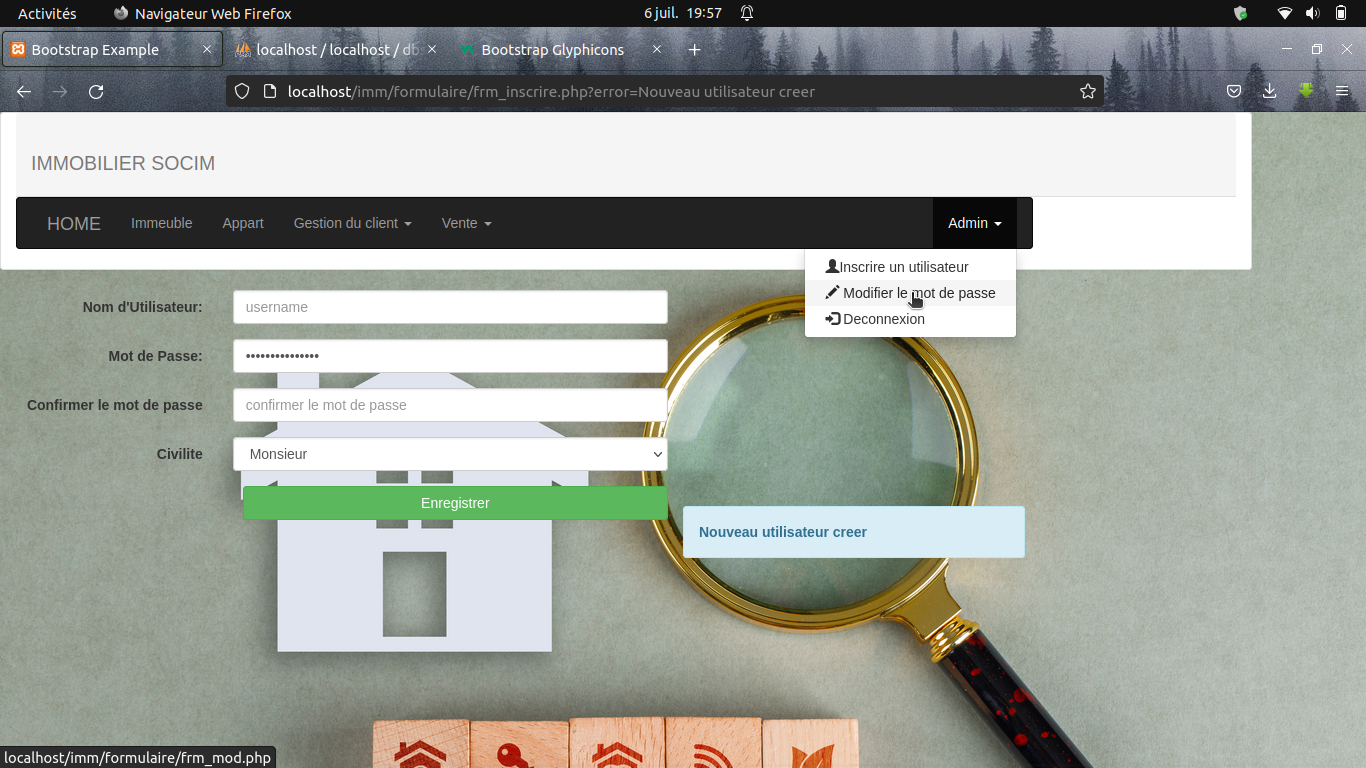 Activités Navigateur Web Firefox 6 juil. 19:57
Bootstrap Example localhost / localhost / db Bootstrap Glyphicons
localhost/imm/formulaire/frm_inscrire.php?error=Nouveau utilisateur creer
IMMOBILIER SOCIM
HOME Immeuble Appart Gestion du client Vente Admin
Inscrire un utilisateur
Modifier le mot de passe
Deconnexion
Nom d'Utilisateur: username
Mot de Passe: •••••••••••••••
Confirmer le mot de passe confirmer le mot de passe
Civilite Monsieur
Enregistrer
Nouveau utilisateur creer
localhost/imm/formulaire/frm_mod.php